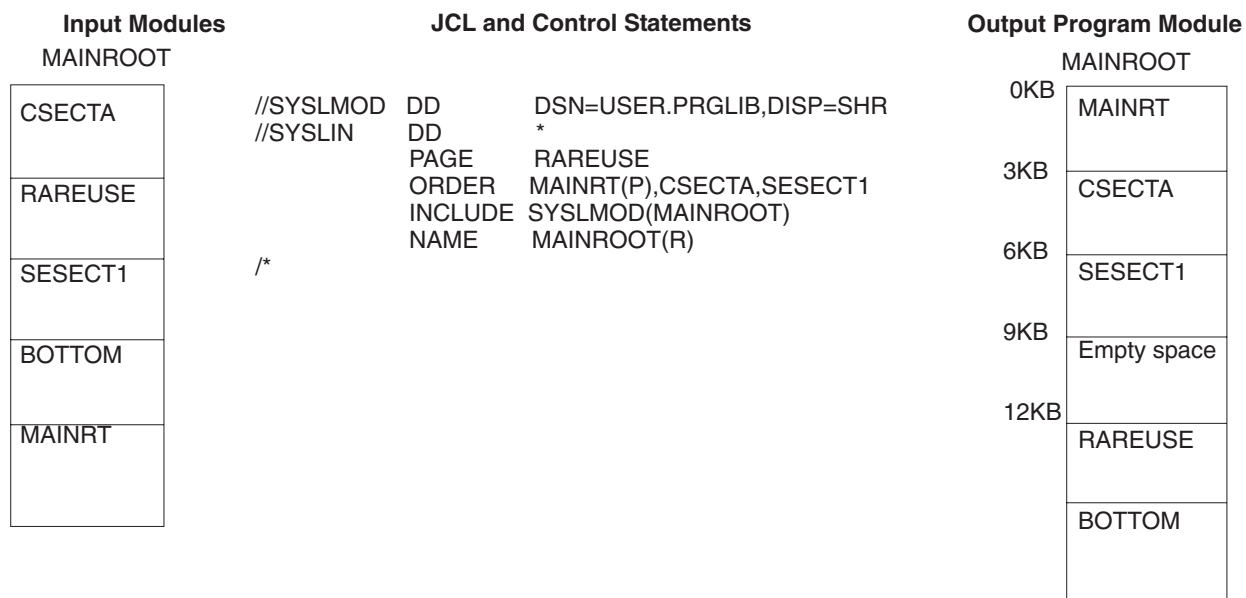 Input Modules
MAINROOT
CSECTA
RAREUSE
SESECT1
BOTTOM
MAINRT
JCL and Control Statements
//SYSLMOD DD DSN=USER.PRGLIB,DISP=SHR
//SYSLIN DD *
PAGE RAREUSE
ORDER MAINRT(P),CSECTA,SESECT1
INCLUDE SYSLMOD(MAINROOT)
NAME MAINROOT(R)
/*
Output Program Module
MAINROOT
0KB
MAINRT
3KB
CSECTA
6KB
SESECT1
9KB
Empty space
12KB
RAREUSE
BOTTOM